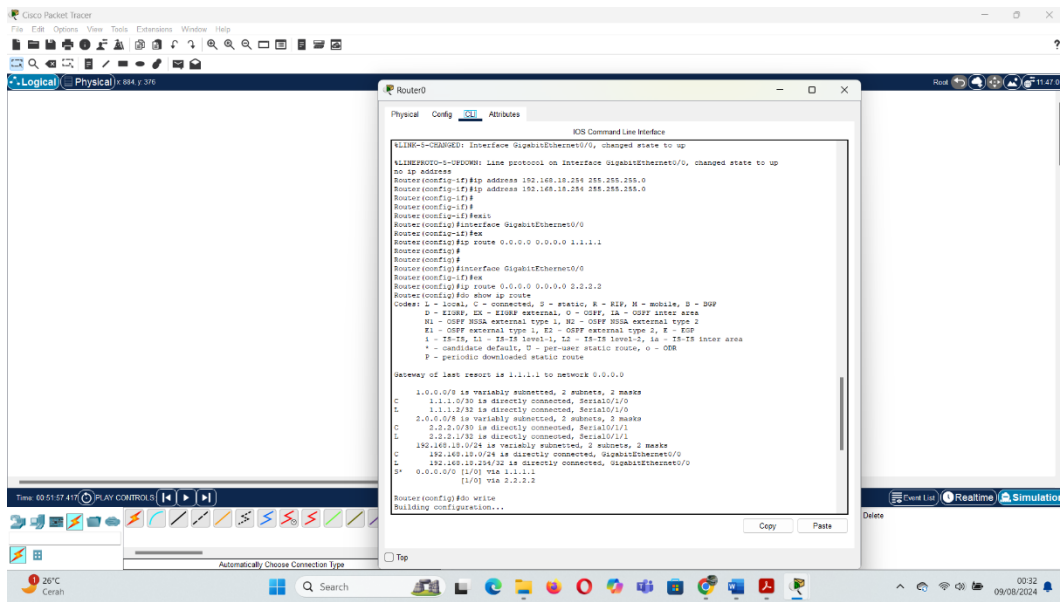 Cisco Packet Tracer
File Edit Options View Tools Extensions Window Help
?
Logical Physical x: 884, y: 376
Root 11:47:0
Router0
Physical Config CLI Attributes
IOS Command Line Interface
%LINK-5-CHANGED: Interface GigabitEthernet0/0, changed state to up
%LINEPROTO-5-UPDOWN: Line protocol on Interface GigabitEthernet0/0, changed state to up
no ip address
Router(config-if)#ip address 192.168.18.254 255.255.255.0
Router(config-if)#ip address 192.168.18.254 255.255.255.0
Router(config-if)#
Router(config-if)#
Router(config-if)#exit
Router(config)#interface GigabitEthernet0/0
Router(config-if)#ex
Router(config)#ip route 0.0.0.0 0.0.0.0 1.1.1.1
Router(config)#
Router(config)#
Router(config)#interface GigabitEthernet0/0
Router(config-if)#ex
Router(config)#ip route 0.0.0.0 0.0.0.0 2.2.2.2
Router(config)#do show ip route
Codes: L - local, C - connected, S - static, R - RIP, M - mobile, B - BGP
D - EIGRP, EX - EIGRP external, O - OSPF, IA - OSPF inter area
N1 - OSPF NSSA external type 1, N2 - OSPF NSSA external type 2
E1 - OSPF external type 1, E2 - OSPF external type 2, E - EGP
i - IS-IS, L1 - IS-IS level-1, L2 - IS-IS level-2, ia - IS-IS inter area
* - candidate default, U - per-user static route, o - ODR
P - periodic downloaded static route
Gateway of last resort is 1.1.1.1 to network 0.0.0.0
1.0.0.0/8 is variably subnetted, 2 subnets, 2 masks
C 1.1.1.0/30 is directly connected, Serial0/1/0
L 1.1.1.2/32 is directly connected, Serial0/1/0
2.0.0.0/8 is variably subnetted, 2 subnets, 2 masks
C 2.2.2.0/30 is directly connected, Serial0/1/1
L 2.2.2.1/32 is directly connected, Serial0/1/1
192.168.18.0/24 is variably subnetted, 2 subnets, 2 masks
C 192.168.18.0/24 is directly connected, GigabitEthernet0/0
L 192.168.18.254/32 is directly connected, GigabitEthernet0/0
S* 0.0.0.0/0 [1/0] via 1.1.1.1
[1/0] via 2.2.2.2
Router(config)#do write
Building configuration...
Copy Paste
Top
Time: 00:51:57.417 PLAY CONTROLS:
Event List Realtime Simulation
Delete
Automatically Choose Connection Type
1
26°C
Cerah
Search
00:32
09/08/2024